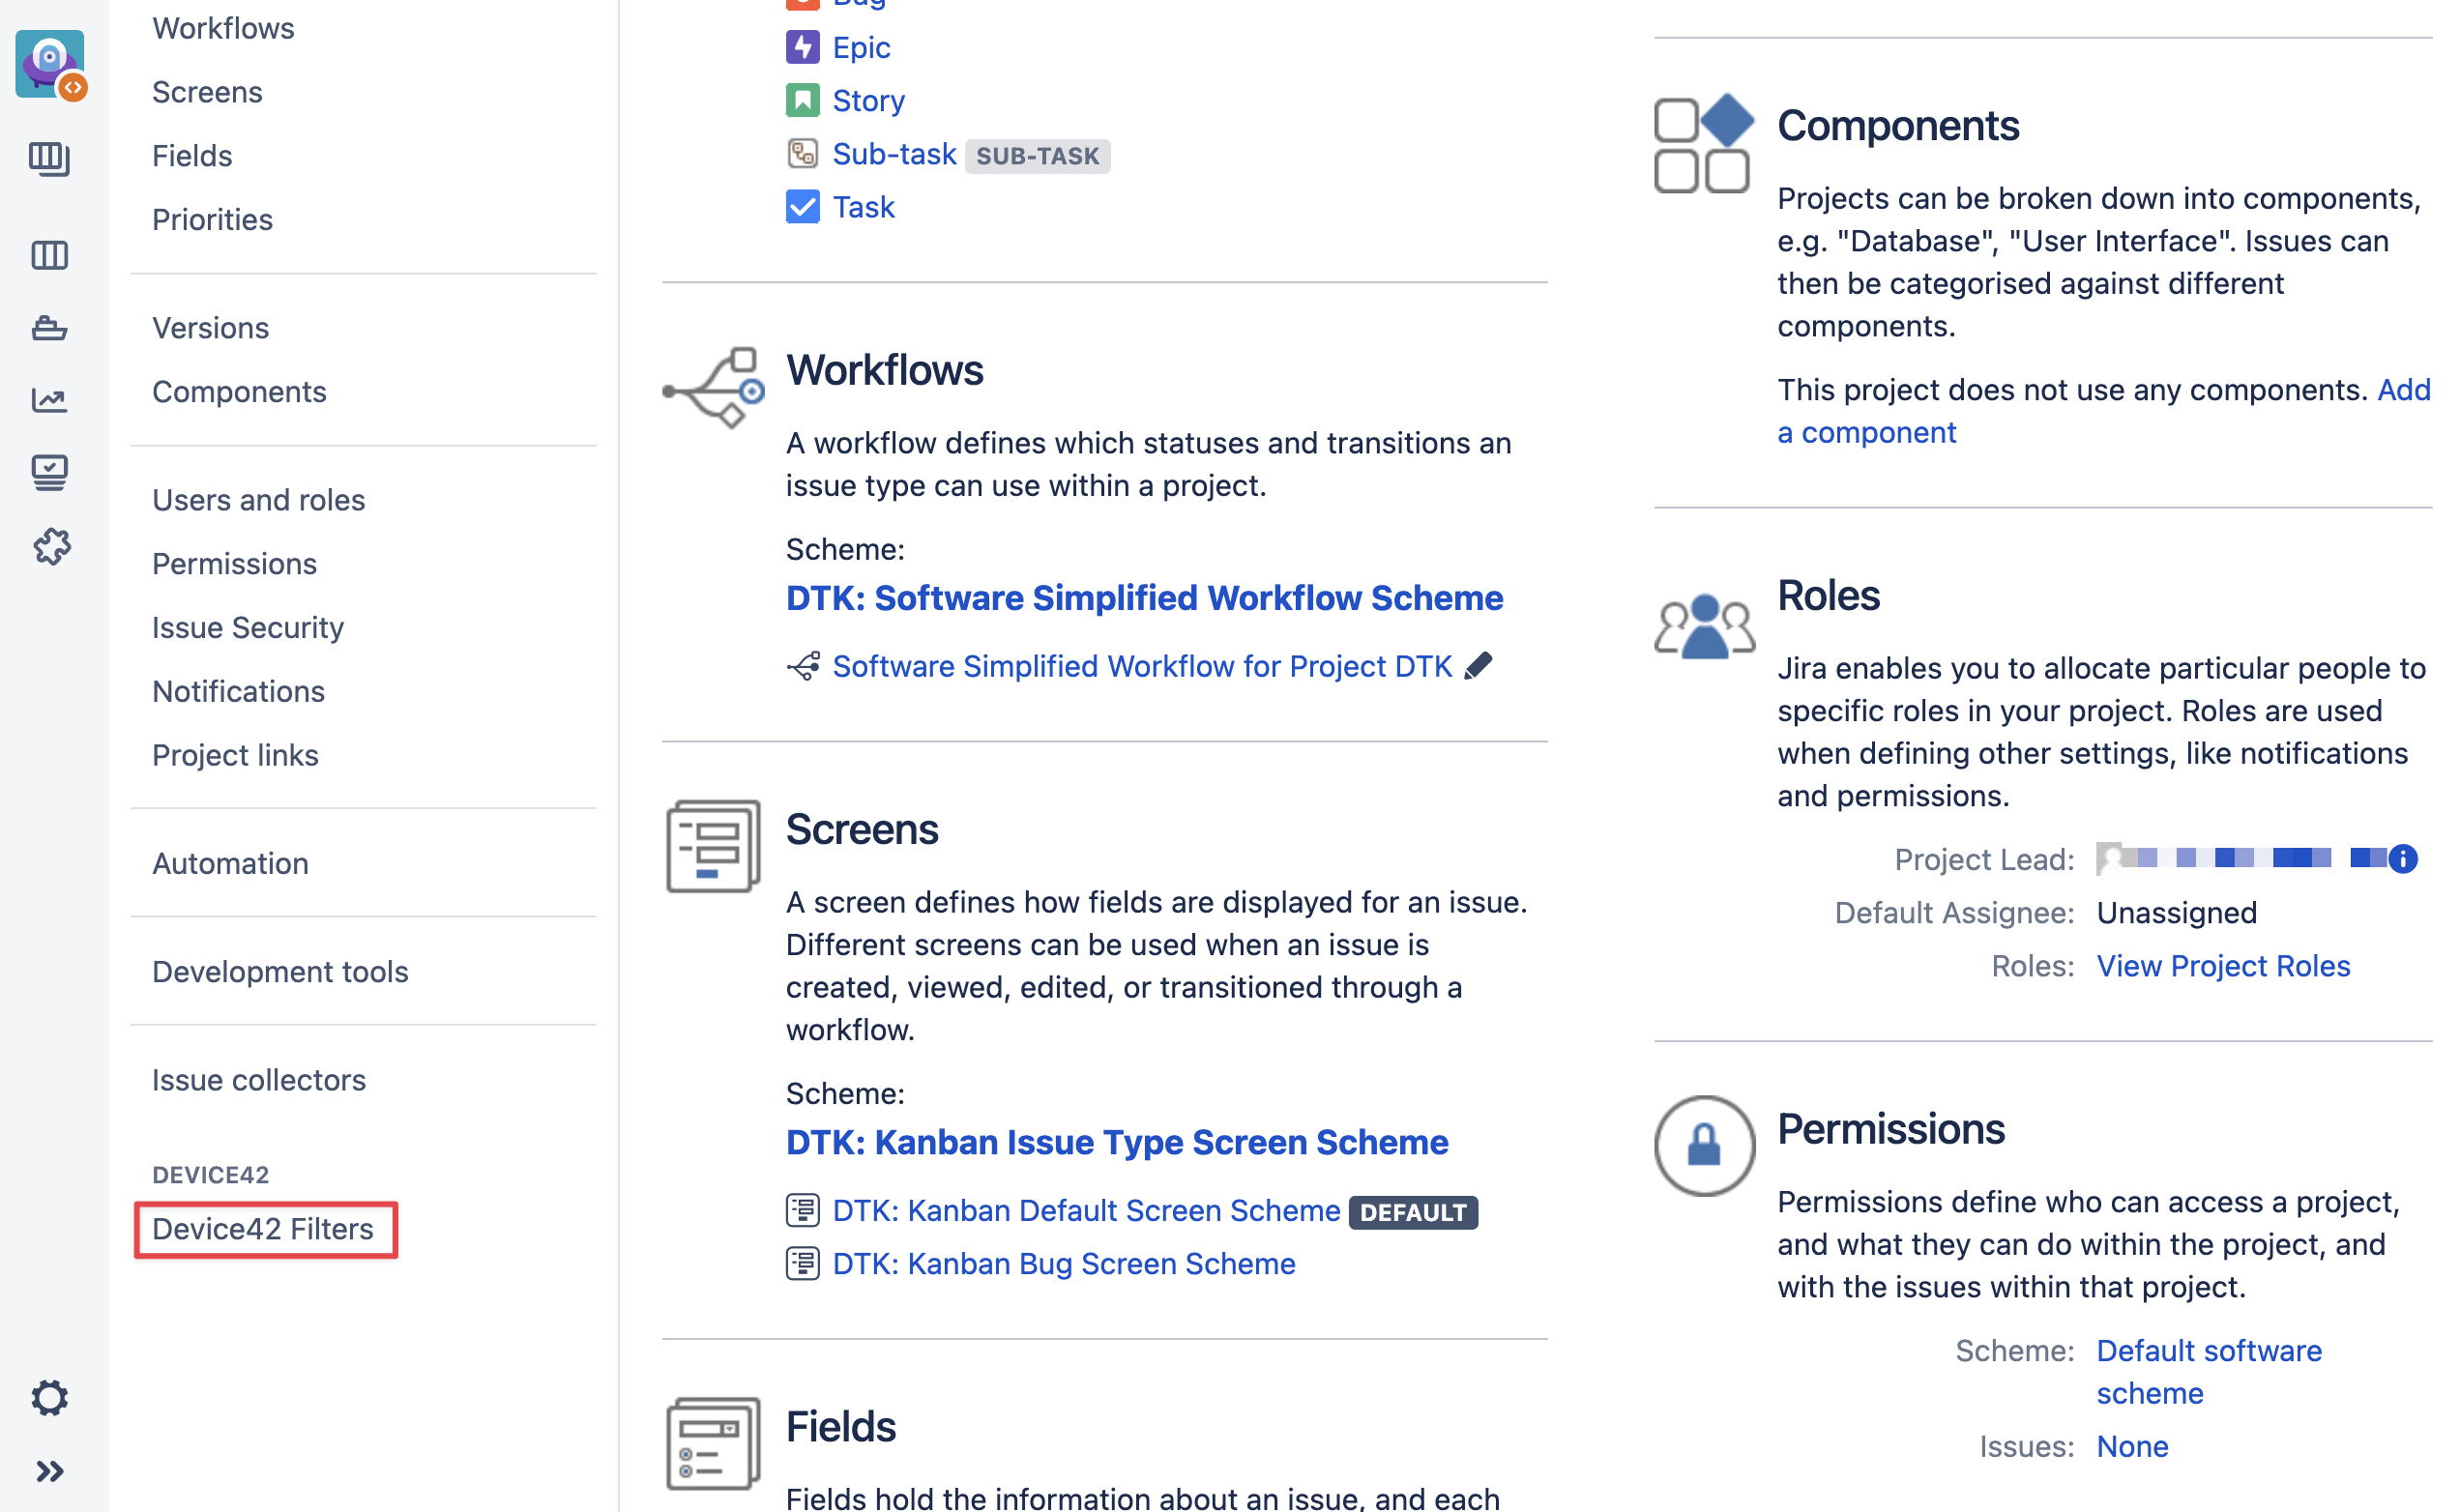 Workflows
Screens
Fields
Priorities
Versions
Components
Users and roles
Permissions
Issue Security
Notifications
Project links
Automation
Development tools
Issue collectors
DEVICE42
Device42 Filters
Bug
Epic
Story
Sub-task SUB-TASK
Task
Workflows
A workflow defines which statuses and transitions an
issue type can use within a project.
Scheme:
DTK: Software Simplified Workflow Scheme
Software Simplified Workflow for Project DTK
Screens
A screen defines how fields are displayed for an issue.
Different screens can be used when an issue is
created, viewed, edited, or transitioned through a
workflow.
Scheme:
DTK: Kanban Issue Type Screen Scheme
DTK: Kanban Default Screen Scheme DEFAULT
DTK: Kanban Bug Screen Scheme
Fields
Fields hold the information about an issue, and each
Components
Projects can be broken down into components,
e.g. "Database", "User Interface". Issues can
then be categorised against different
components.
This project does not use any components. Add
a component
Roles
Jira enables you to allocate particular people to
specific roles in your project. Roles are used
when defining other settings, like notifications
and permissions.
Project Lead:
Default Assignee: Unassigned
Roles: View Project Roles
Permissions
Permissions define who can access a project,
and what they can do within the project, and
with the issues within that project.
Scheme: Default software
scheme
Issues: None